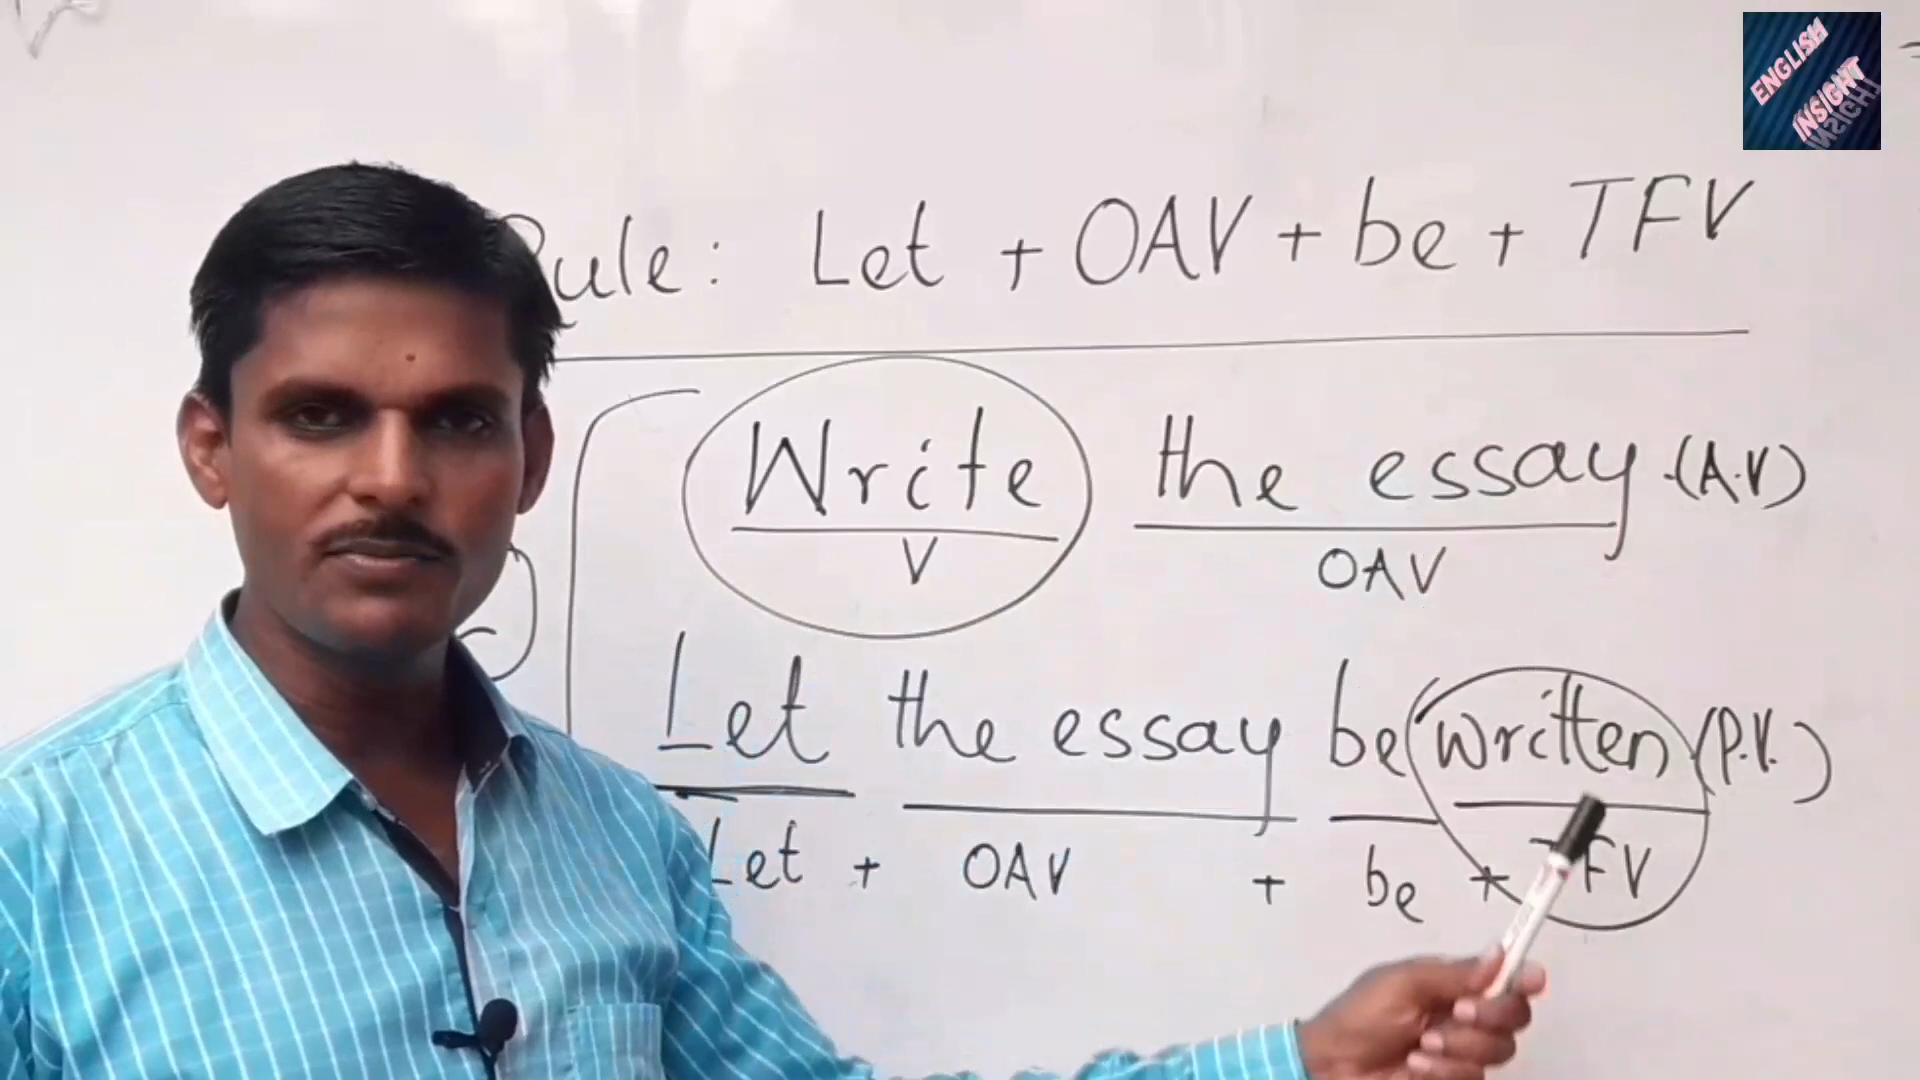 ENGLISH
INSIGHT
Rule: Let + OAV + be + TFV
Write the essay. (A.V)
V OAV
Let the essay be written (P.V.)
Let + OAV + be + TFV